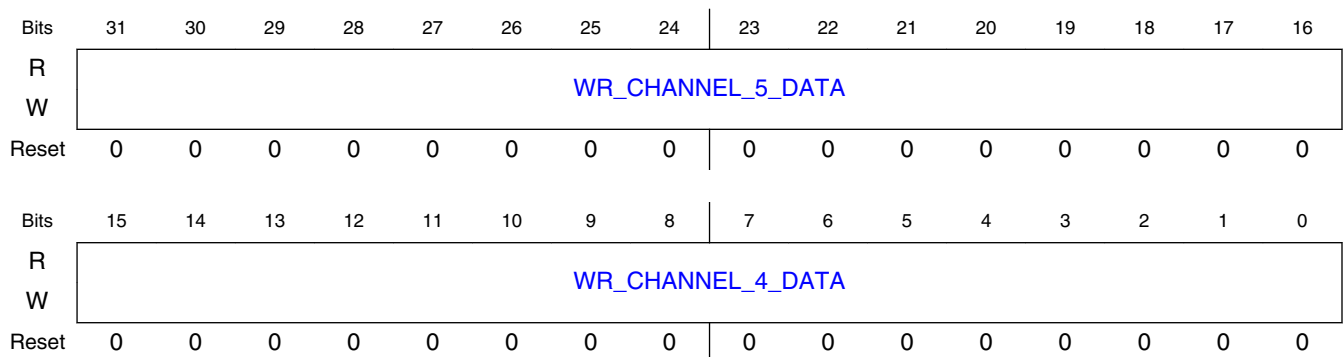 Bits 31 30 29 28 27 26 25 24 23 22 21 20 19 18 17 16
R
WR_CHANNEL_5_DATA
W
Reset 0 0 0 0 0 0 0 0 0 0 0 0 0 0 0 0
Bits 15 14 13 12 11 10 9 8 7 6 5 4 3 2 1 0
R
WR_CHANNEL_4_DATA
W
Reset 0 0 0 0 0 0 0 0 0 0 0 0 0 0 0 0